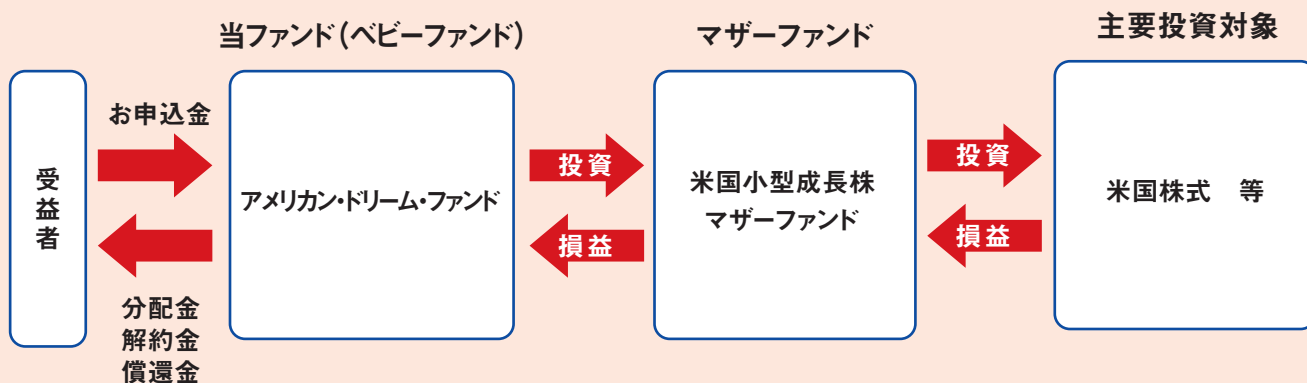 当ファンド(ベビーファンド)
マザーファンド
主要投資対象
受益者
お申込金
分配金
解約金
償還金
アメリカン・ドリーム・ファンド
投資
損益
米国小型成長株
マザーファンド
投資
損益
米国株式 等